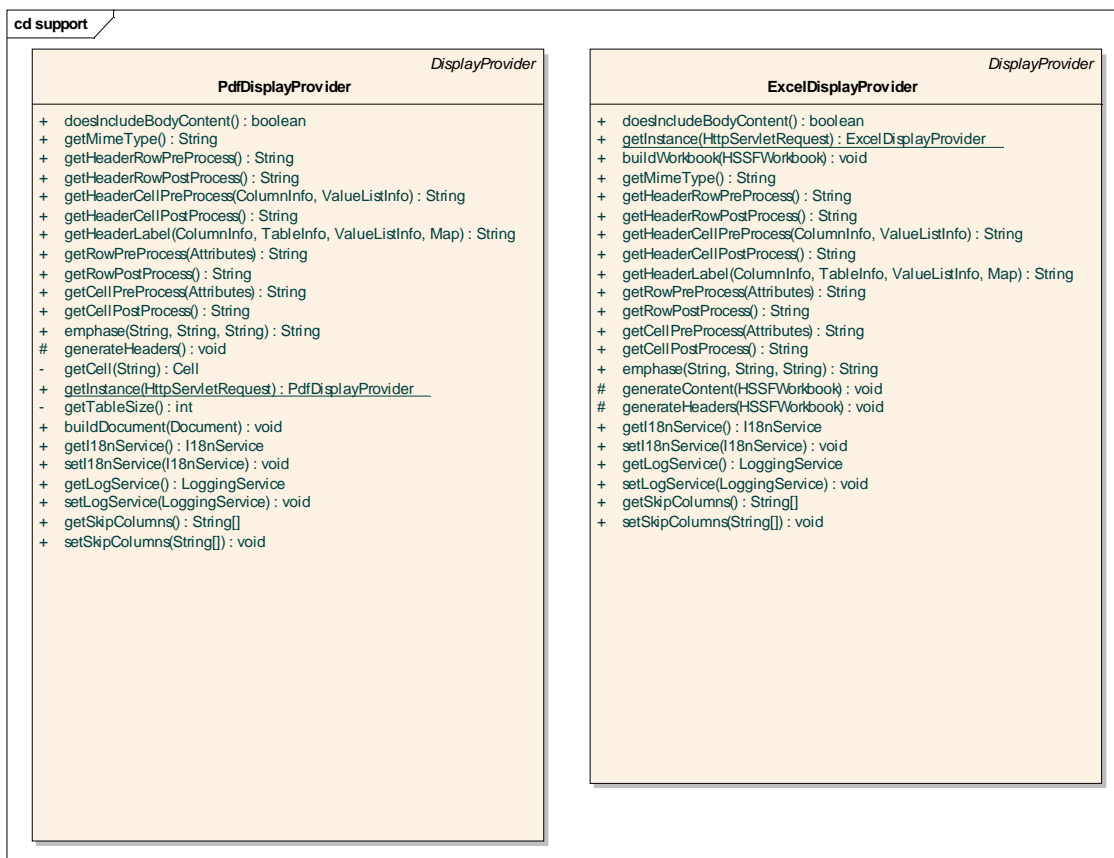 cd support
DisplayProvider
PdfDisplayProvider
+ doesIncludeBodyContent() : boolean
+ getMimeType() : String
+ getHeaderRowPreProcess() : String
+ getHeaderRowPostProcess() : String
+ getHeaderCellPreProcess(ColumnInfo, ValueListInfo) : String
+ getHeaderCellPostProcess() : String
+ getHeaderLabel(ColumnInfo, TableInfo, ValueListInfo, Map) : String
+ getRowPreProcess(Attributes) : String
+ getRowPostProcess() : String
+ getCellPreProcess(Attributes) : String
+ getCellPostProcess() : String
+ emphase(String, String, String) : String
# generateHeaders() : void
- getCell(String) : Cell
+ getInstance(HttpServletRequest) : PdfDisplayProvider
- getTableSize() : int
+ buildDocument(Document) : void
+ getI18nService() : I18nService
+ setI18nService(I18nService) : void
+ getLogService() : LoggingService
+ setLogService(LoggingService) : void
+ getSkipColumns() : String[]
+ setSkipColumns(String[]) : void
DisplayProvider
ExcelDisplayProvider
+ doesIncludeBodyContent() : boolean
+ getInstance(HttpServletRequest) : ExcelDisplayProvider
+ buildWorkbook(HSSFWorkbook) : void
+ getMimeType() : String
+ getHeaderRowPreProcess() : String
+ getHeaderRowPostProcess() : String
+ getHeaderCellPreProcess(ColumnInfo, ValueListInfo) : String
+ getHeaderCellPostProcess() : String
+ getHeaderLabel(ColumnInfo, TableInfo, ValueListInfo, Map) : String
+ getRowPreProcess(Attributes) : String
+ getRowPostProcess() : String
+ getCellPreProcess(Attributes) : String
+ getCellPostProcess() : String
+ emphase(String, String, String) : String
# generateContent(HSSFWorkbook) : void
# generateHeaders(HSSFWorkbook) : void
+ getI18nService() : I18nService
+ setI18nService(I18nService) : void
+ getLogService() : LoggingService
+ setLogService(LoggingService) : void
+ getSkipColumns() : String[]
+ setSkipColumns(String[]) : void